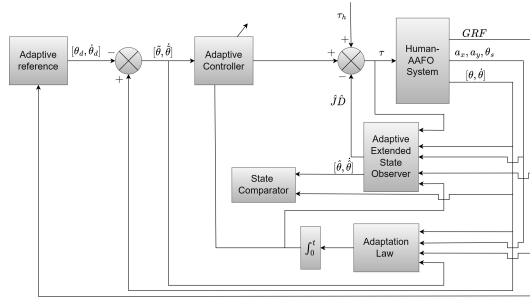 τ_h
Adaptive
reference
[θ_d, θ̇_d]
−
+
[θ̃, θ̃̇]
Adaptive
Controller
+
+
−
τ
Human-
AAFO
System
GRF
a_x, a_y, θ_s
[θ, θ̇]
ĴD̂
Adaptive
Extended
State
Observer
[θ̂, θ̂̇]
State
Comparator
∫₀ᵗ
Adaptation
Law